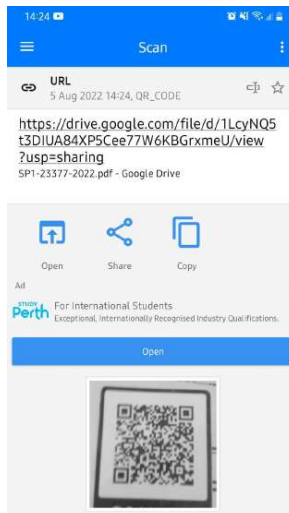 14:24
Scan
URL
5 Aug 2022 14:24, QR_CODE
https://drive.google.com/file/d/1LcyNQ5
t3DIUA84XP5Cee77W6KBGrxmeU/view
?usp=sharing
SP1-23377-2022.pdf - Google Drive
Open Share Copy
Ad
STUDY
Perth
For International Students
Exceptional, Internationally Recognised Industry Qualifications.
Open